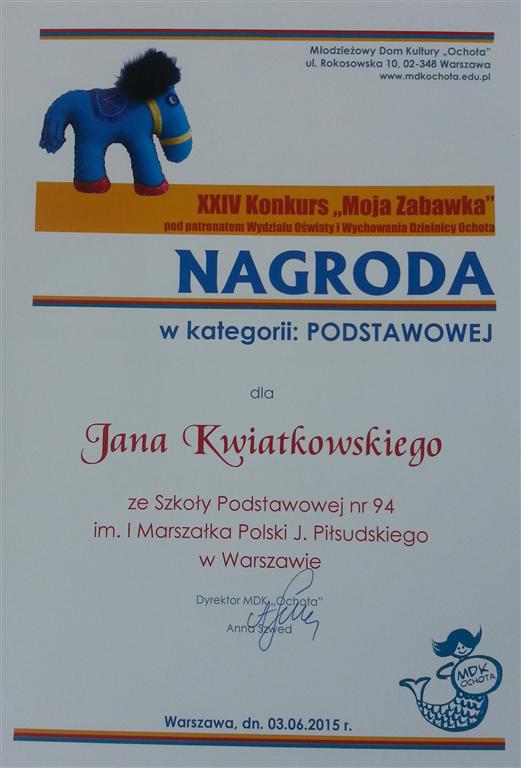 Młodzieżowy Dom Kultury „Ochota"
ul. Rokosowska 10, 02-348 Warszawa
www.mdkochota.edu.pl
XXIV Konkurs „Moja Zabawka"
pod patronatem Wydziału Oświaty i Wychowania Dzielnicy Ochota
NAGRODA
w kategorii: PODSTAWOWEJ
dla
Jana Kwiatkowskiego
ze Szkoły Podstawowej nr 94
im. I Marszałka Polski J. Piłsudskiego
w Warszawie
Dyrektor MDK „Ochota"
Anna Szwed
MDK
OCHOTA
Warszawa, dn. 03.06.2015 r.